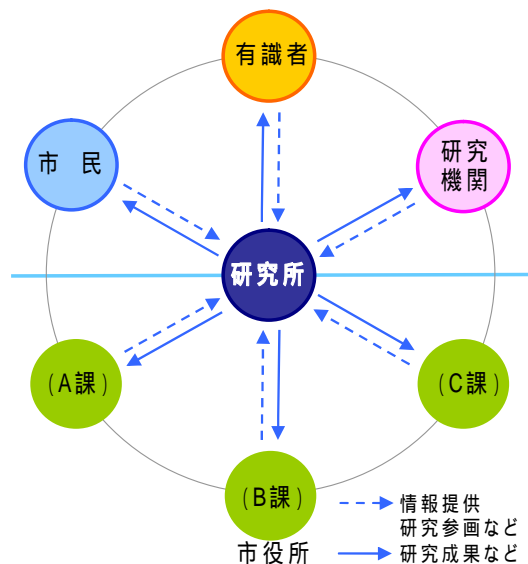 有識者
市　民
研究
機関
研究所
（A課）
（C課）
（B課）
市役所
情報提供
研究参画など
研究成果など